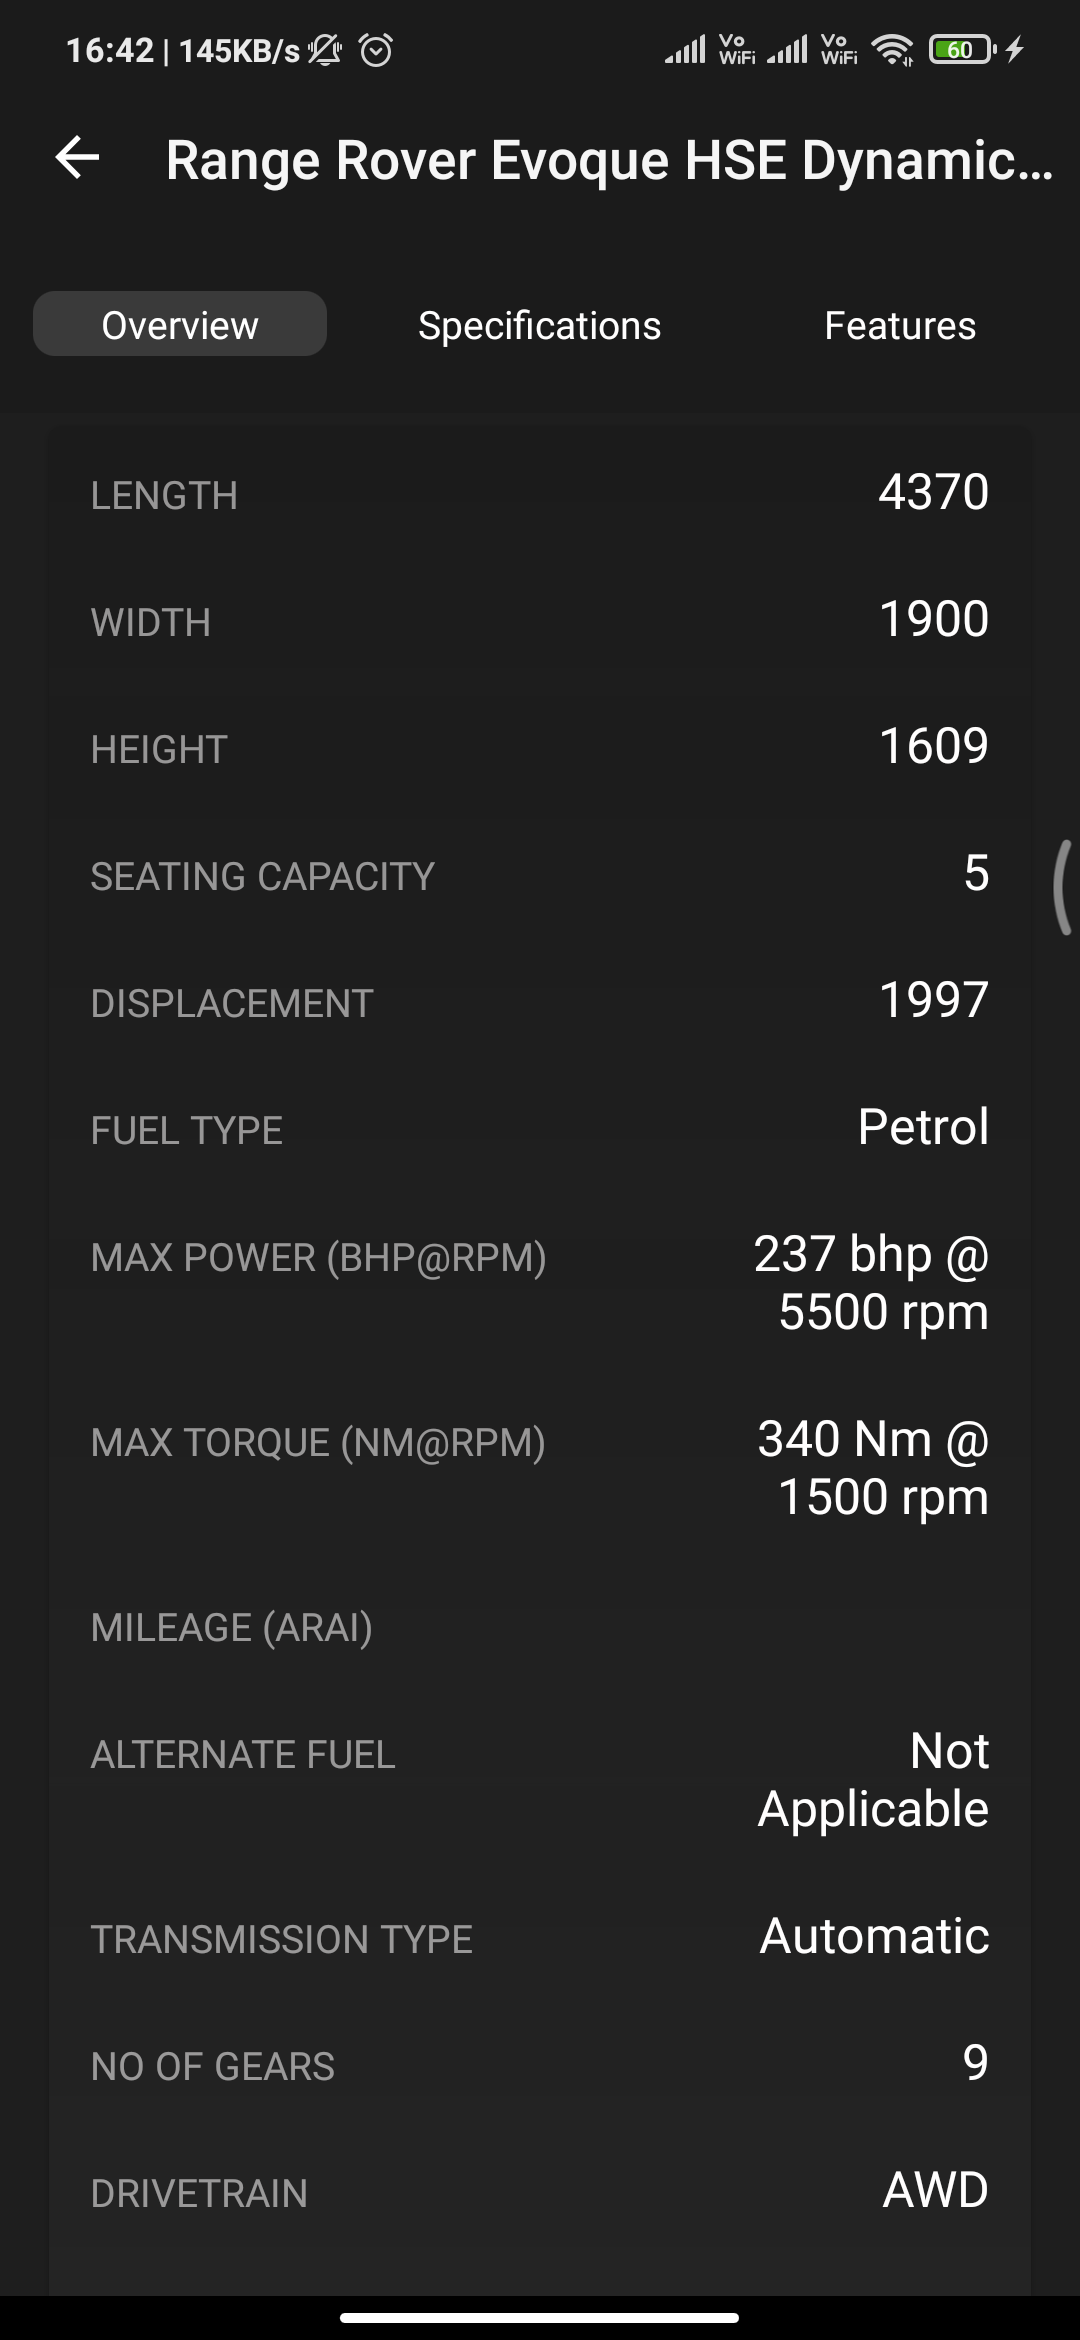 16:42 | 145KB/s Vo WiFi Vo WiFi 60
Range Rover Evoque HSE Dynamic...
Overview Specifications Features
LENGTH 4370
WIDTH 1900
HEIGHT 1609
SEATING CAPACITY 5
DISPLACEMENT 1997
FUEL TYPE Petrol
MAX POWER (BHP@RPM) 237 bhp @
5500 rpm
MAX TORQUE (NM@RPM) 340 Nm @
1500 rpm
MILEAGE (ARAI)
ALTERNATE FUEL Not
Applicable
TRANSMISSION TYPE Automatic
NO OF GEARS 9
DRIVETRAIN AWD